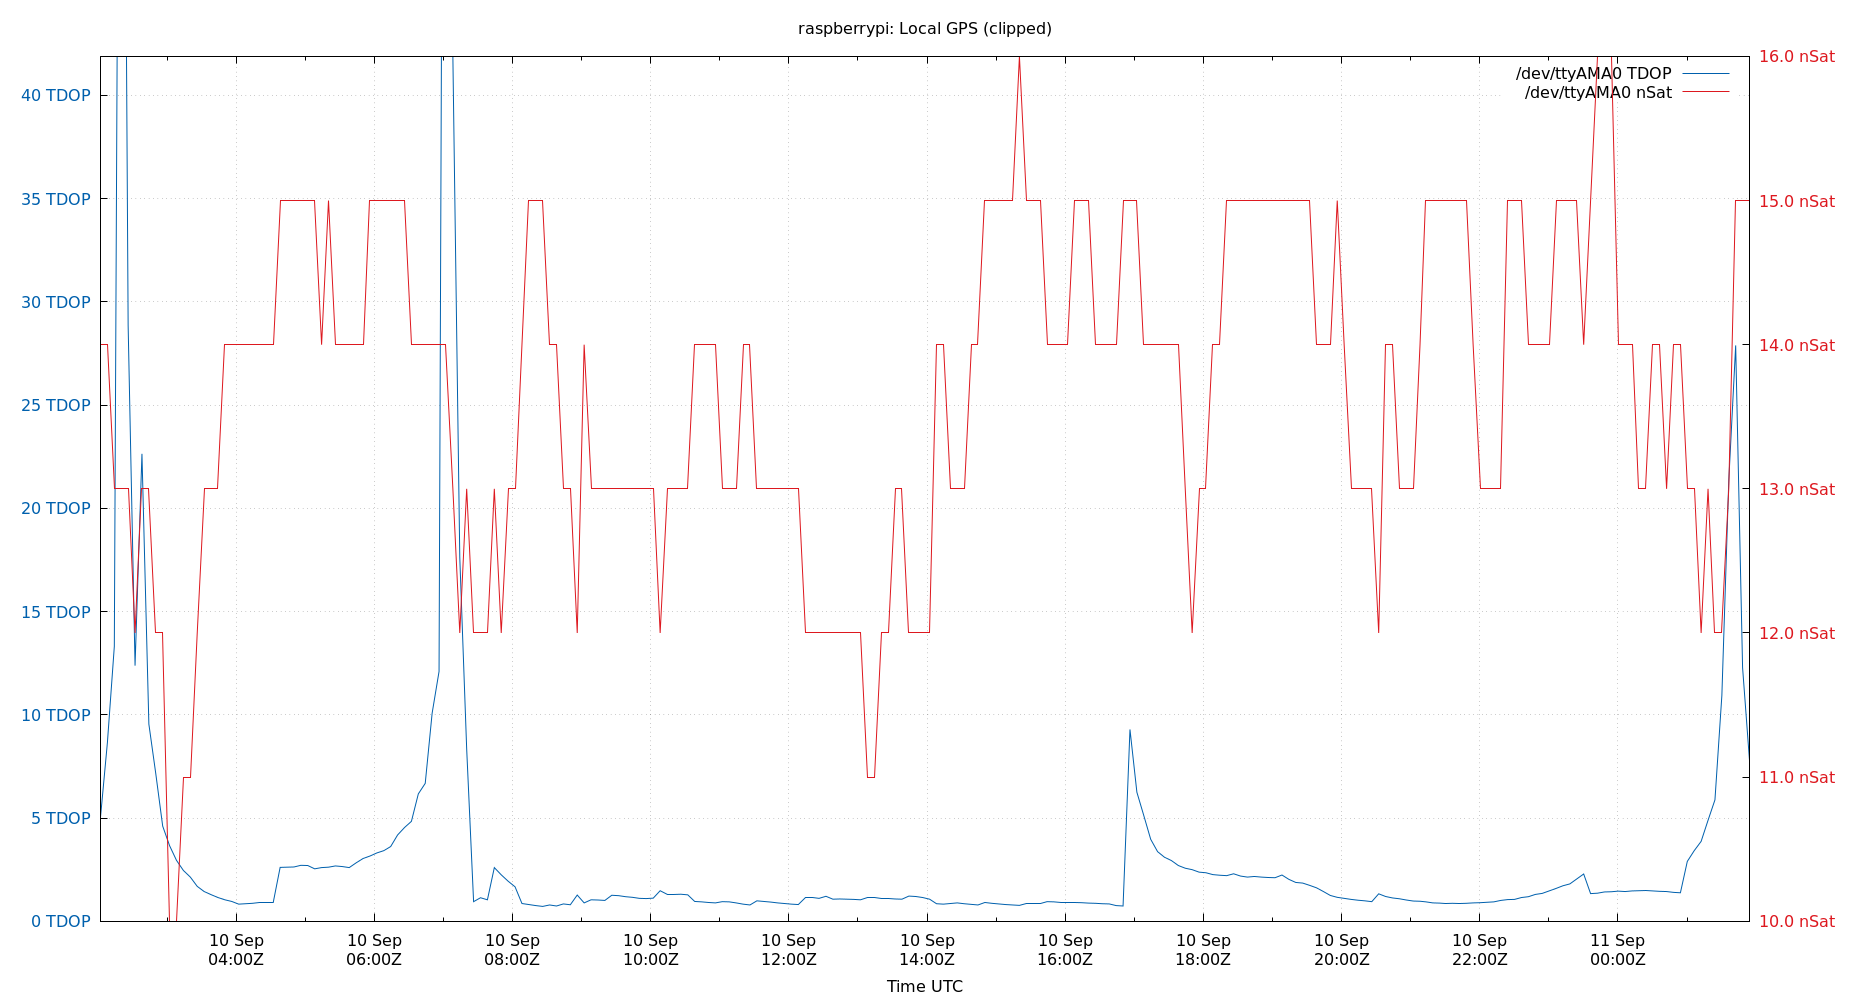 raspberrypi: Local GPS (clipped)
16.0 nSat
/dev/ttyAMA0 TDOP
/dev/ttyAMA0 nSat
40 TDOP
35 TDOP
15.0 nSat
30 TDOP
14.0 nSat
25 TDOP
13.0 nSat
20 TDOP
15 TDOP
12.0 nSat
10 TDOP
11.0 nSat
5 TDOP
0 TDOP
10.0 nSat
10 Sep 10 Sep 10 Sep 10 Sep 10 Sep 10 Sep 10 Sep 10 Sep 10 Sep 10 Sep 11 Sep
04:00Z 06:00Z 08:00Z 10:00Z 12:00Z 14:00Z 16:00Z 18:00Z 20:00Z 22:00Z 00:00Z
Time UTC